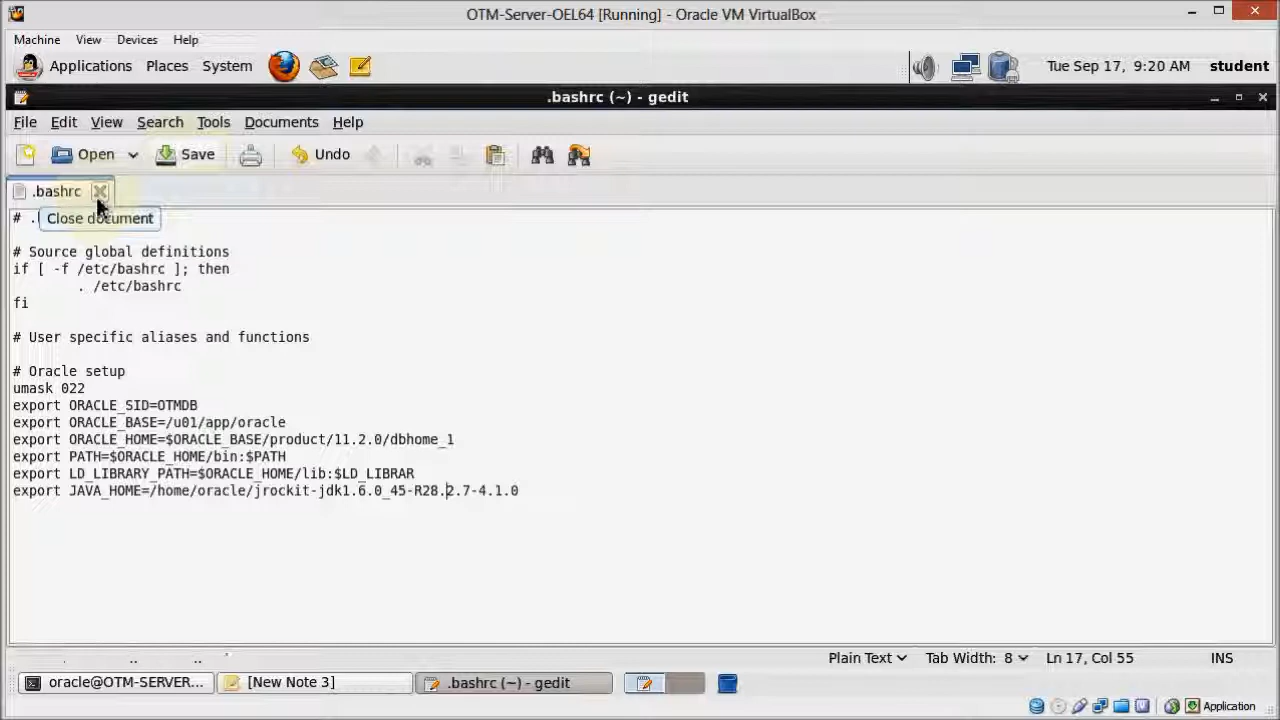 OTM-Server-OEL64 [Running] - Oracle VM VirtualBox
Machine View Devices Help
Applications Places System Tue Sep 17, 9:20 AM student
.bashrc (~) - gedit
File Edit View Search Tools Documents Help
Open Save Undo
.bashrc
# .
Close document
# Source global definitions
if [ -f /etc/bashrc ]; then
. /etc/bashrc
fi
# User specific aliases and functions
# Oracle setup
umask 022
export ORACLE_SID=OTMDB
export ORACLE_BASE=/u01/app/oracle
export ORACLE_HOME=$ORACLE_BASE/product/11.2.0/dbhome_1
export PATH=$ORACLE_HOME/bin:$PATH
export LD_LIBRARY_PATH=$ORACLE_HOME/lib:$LD_LIBRAR
export JAVA_HOME=/home/oracle/jrockit-jdk1.6.0_45-R28.2.7-4.1.0
Plain Text Tab Width: 8 Ln 17, Col 55 INS
oracle@OTM-SERVER... [New Note 3] .bashrc (~) - gedit
Application